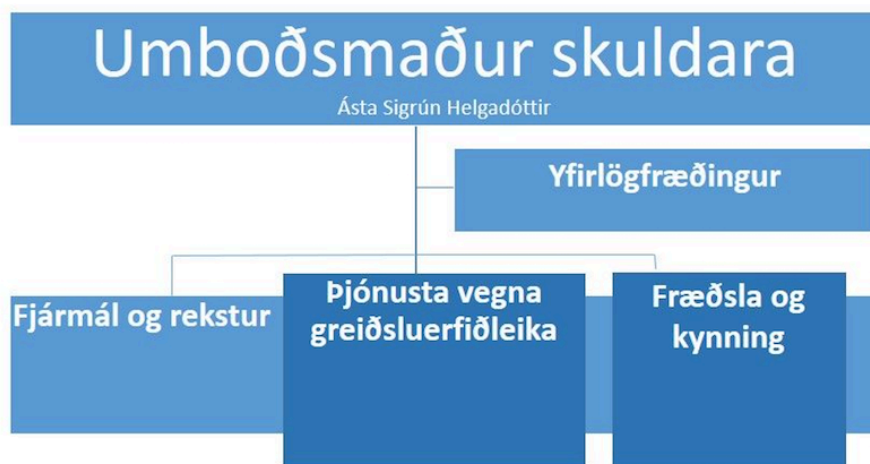 Umboðsmaður skuldara
Ásta Sigrún Helgadóttir
Yfirlögfræðingur
Fjármál og rekstur
Þjónusta vegna
greiðsluerfiðleika
Fræðsla og
kynning